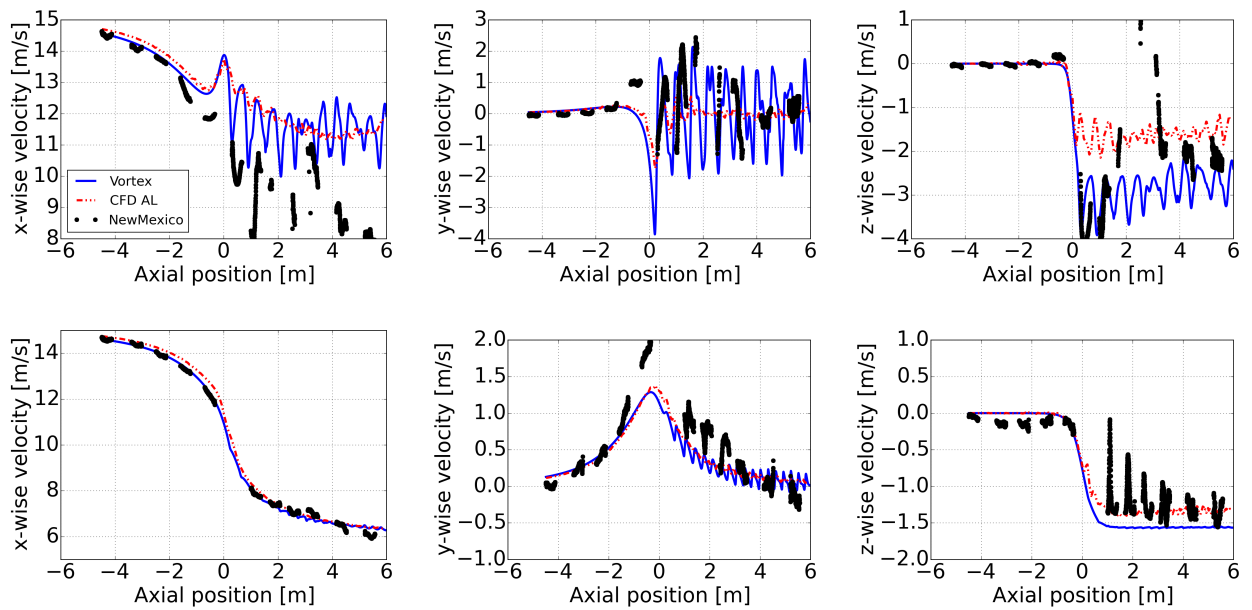 15
14
13
12
11
10
9
8
x-wise velocity [m/s]
Vortex
CFD AL
NewMexico
−6 −4 −2 0 2 4 6
Axial position [m]
3
2
1
0
−1
−2
−3
−4
y-wise velocity [m/s]
−6 −4 −2 0 2 4 6
Axial position [m]
1
0
−1
−2
−3
−4
z-wise velocity [m/s]
−6 −4 −2 0 2 4 6
Axial position [m]
14
12
10
8
6
x-wise velocity [m/s]
−6 −4 −2 0 2 4 6
Axial position [m]
2.0
1.5
1.0
0.5
0.0
−0.5
−1.0
y-wise velocity [m/s]
−6 −4 −2 0 2 4 6
Axial position [m]
1.0
0.5
0.0
−0.5
−1.0
−1.5
−2.0
z-wise velocity [m/s]
−6 −4 −2 0 2 4 6
Axial position [m]